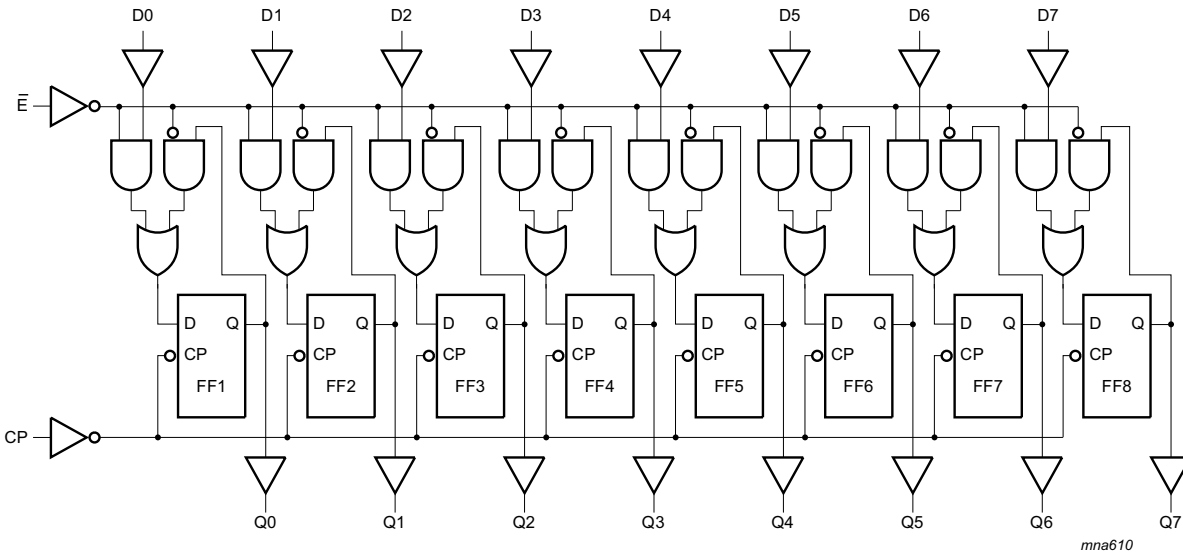 D0 D1 D2 D3 D4 D5 D6 D7
E̅
D Q D Q D Q D Q D Q D Q D Q D Q
CP CP CP CP CP CP CP CP
FF1 FF2 FF3 FF4 FF5 FF6 FF7 FF8
CP
Q0 Q1 Q2 Q3 Q4 Q5 Q6 Q7
mna610